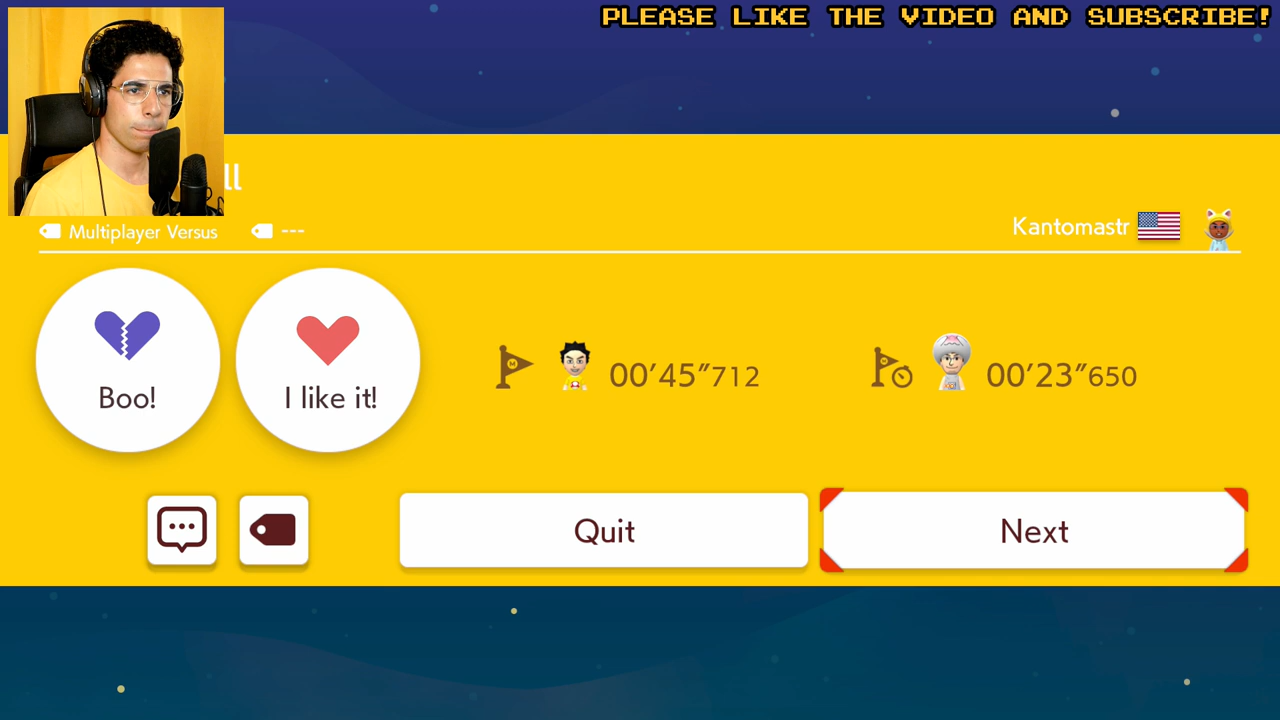 PLEASE LIKE THE VIDEO AND SUBSCRIBE!
ll
Multiplayer Versus ---
Kantomastr
Boo!
I like it!
M 00'45"712
M 00'23"650
Quit
Next